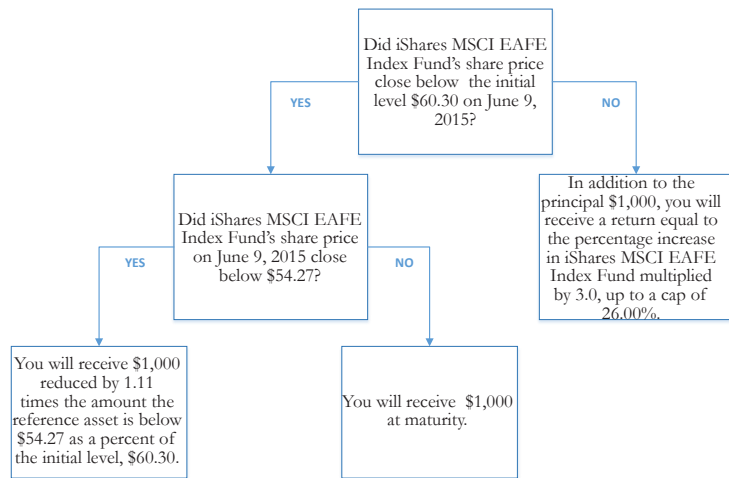 Did iShares MSCI EAFE
Index Fund's share price
close below the initial
level $60.30 on June 9,
2015?
YES
NO
Did iShares MSCI EAFE
Index Fund's share price
on June 9, 2015 close
below $54.27?
In addition to the
principal $1,000, you will
receive a return equal to
the percentage increase
in iShares MSCI EAFE
Index Fund multiplied
by 3.0, up to a cap of
26.00%.
YES
NO
You will receive $1,000
reduced by 1.11
times the amount the
reference asset is below
$54.27 as a percent of
the initial level, $60.30.
You will receive $1,000
at maturity.